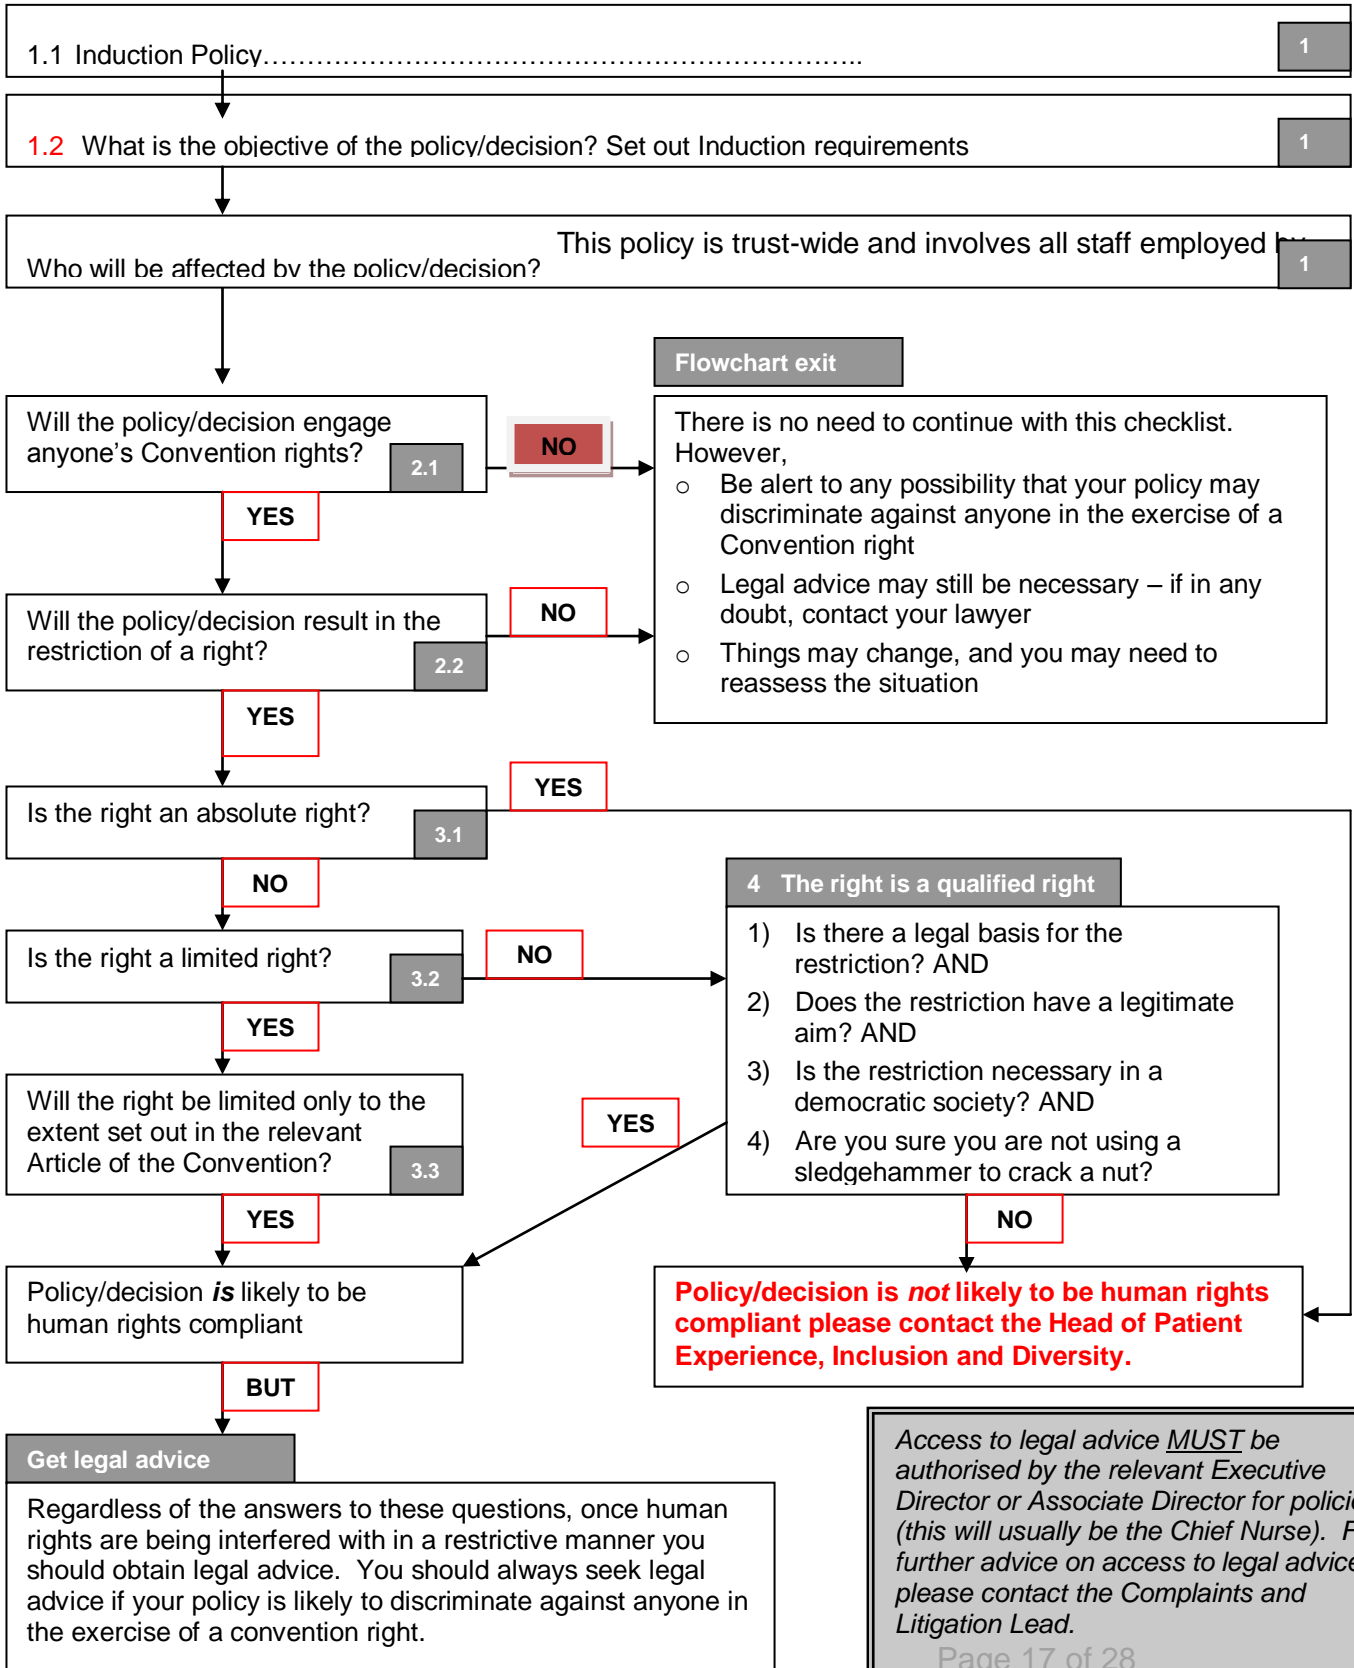 1.1 Induction Policy…………………………………………………………..
1
1.2 What is the objective of the policy/decision? Set out Induction requirements
1
This policy is trust-wide and involves all staff employed
Who will be affected by the policy/decision?
1
Flowchart exit
Will the policy/decision engage
anyone’s Convention rights?
2.1
NO
There is no need to continue with this checklist.
However,
o Be alert to any possibility that your policy may
discriminate against anyone in the exercise of a
Convention right
o Legal advice may still be necessary – if in any
doubt, contact your lawyer
o Things may change, and you may need to
reassess the situation
YES
Will the policy/decision result in the
restriction of a right?
2.2
NO
YES
Is the right an absolute right?
3.1
YES
NO
Is the right a limited right?
3.2
NO
4 The right is a qualified right
1) Is there a legal basis for the
restriction? AND
2) Does the restriction have a legitimate
aim? AND
3) Is the restriction necessary in a
democratic society? AND
4) Are you sure you are not using a
sledgehammer to crack a nut?
YES
Will the right be limited only to the
extent set out in the relevant
Article of the Convention?
3.3
YES
YES
NO
Policy/decision is likely to be
human rights compliant
Policy/decision is not likely to be human rights
compliant please contact the Head of Patient
Experience, Inclusion and Diversity.
BUT
Get legal advice
Regardless of the answers to these questions, once human
rights are being interfered with in a restrictive manner you
should obtain legal advice. You should always seek legal
advice if your policy is likely to discriminate against anyone in
the exercise of a convention right.
Access to legal advice MUST be
authorised by the relevant Executive
Director or Associate Director for
(this will usually be the Chief Nurse).
further advice on access to legal advice
please contact the Complaints and
Litigation Lead.
Page 17 of 28